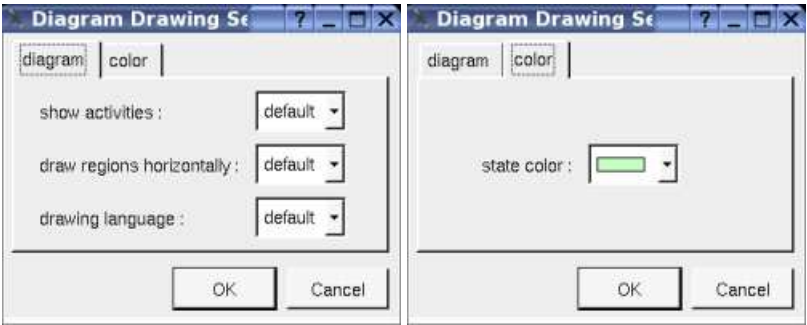 Diagram Drawing Se
diagram color
show activities : default
draw regions horizontally : default
drawing language : default
OK Cancel
Diagram Drawing Se
diagram color
state color :
OK Cancel